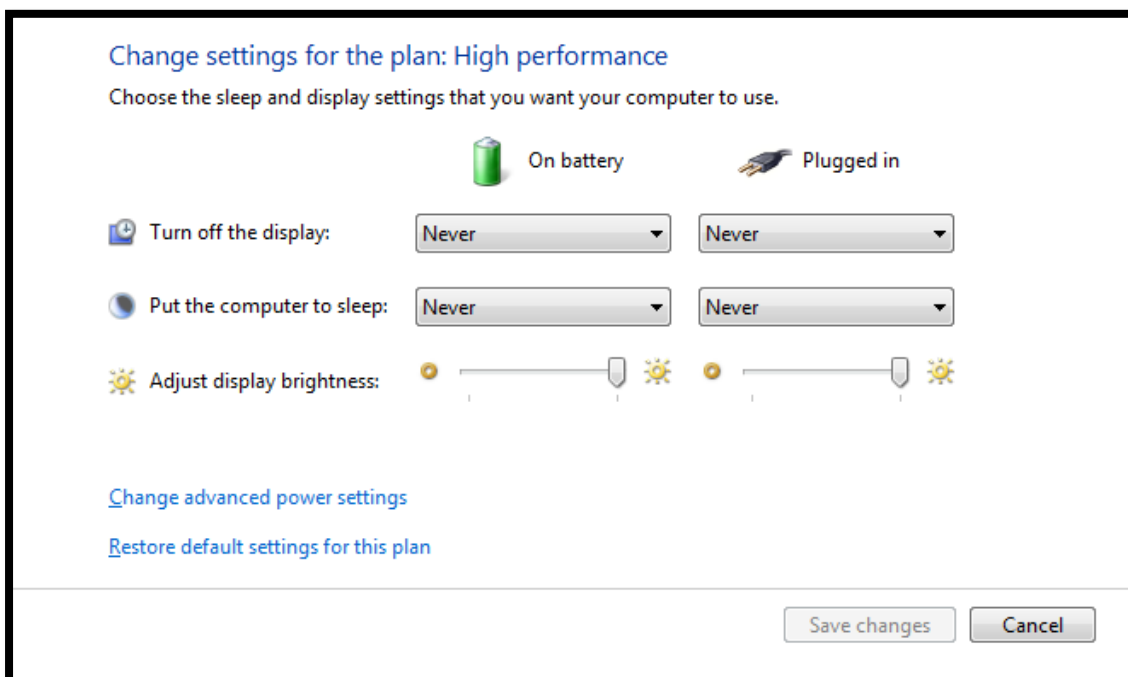 Change settings for the plan: High performance
Choose the sleep and display settings that you want your computer to use.
On battery Plugged in
Turn off the display: Never Never
Put the computer to sleep: Never Never
Adjust display brightness:
Change advanced power settings
Restore default settings for this plan
Save changes Cancel